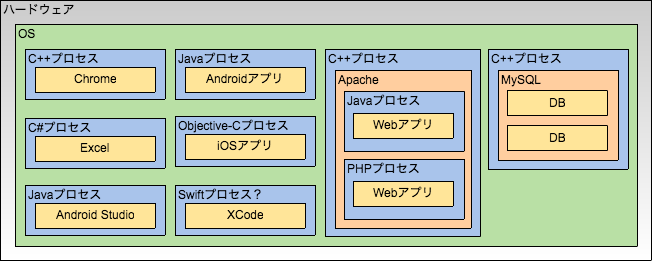 ハードウェア
OS
C++プロセス
Chrome
Javaプロセス
Androidアプリ
C++プロセス
Apache
Javaプロセス
Webアプリ
PHPプロセス
Webアプリ
C++プロセス
MySQL
DB
DB
C#プロセス
Excel
Objective-Cプロセス
iOSアプリ
Javaプロセス
Android Studio
Swiftプロセス？
XCode